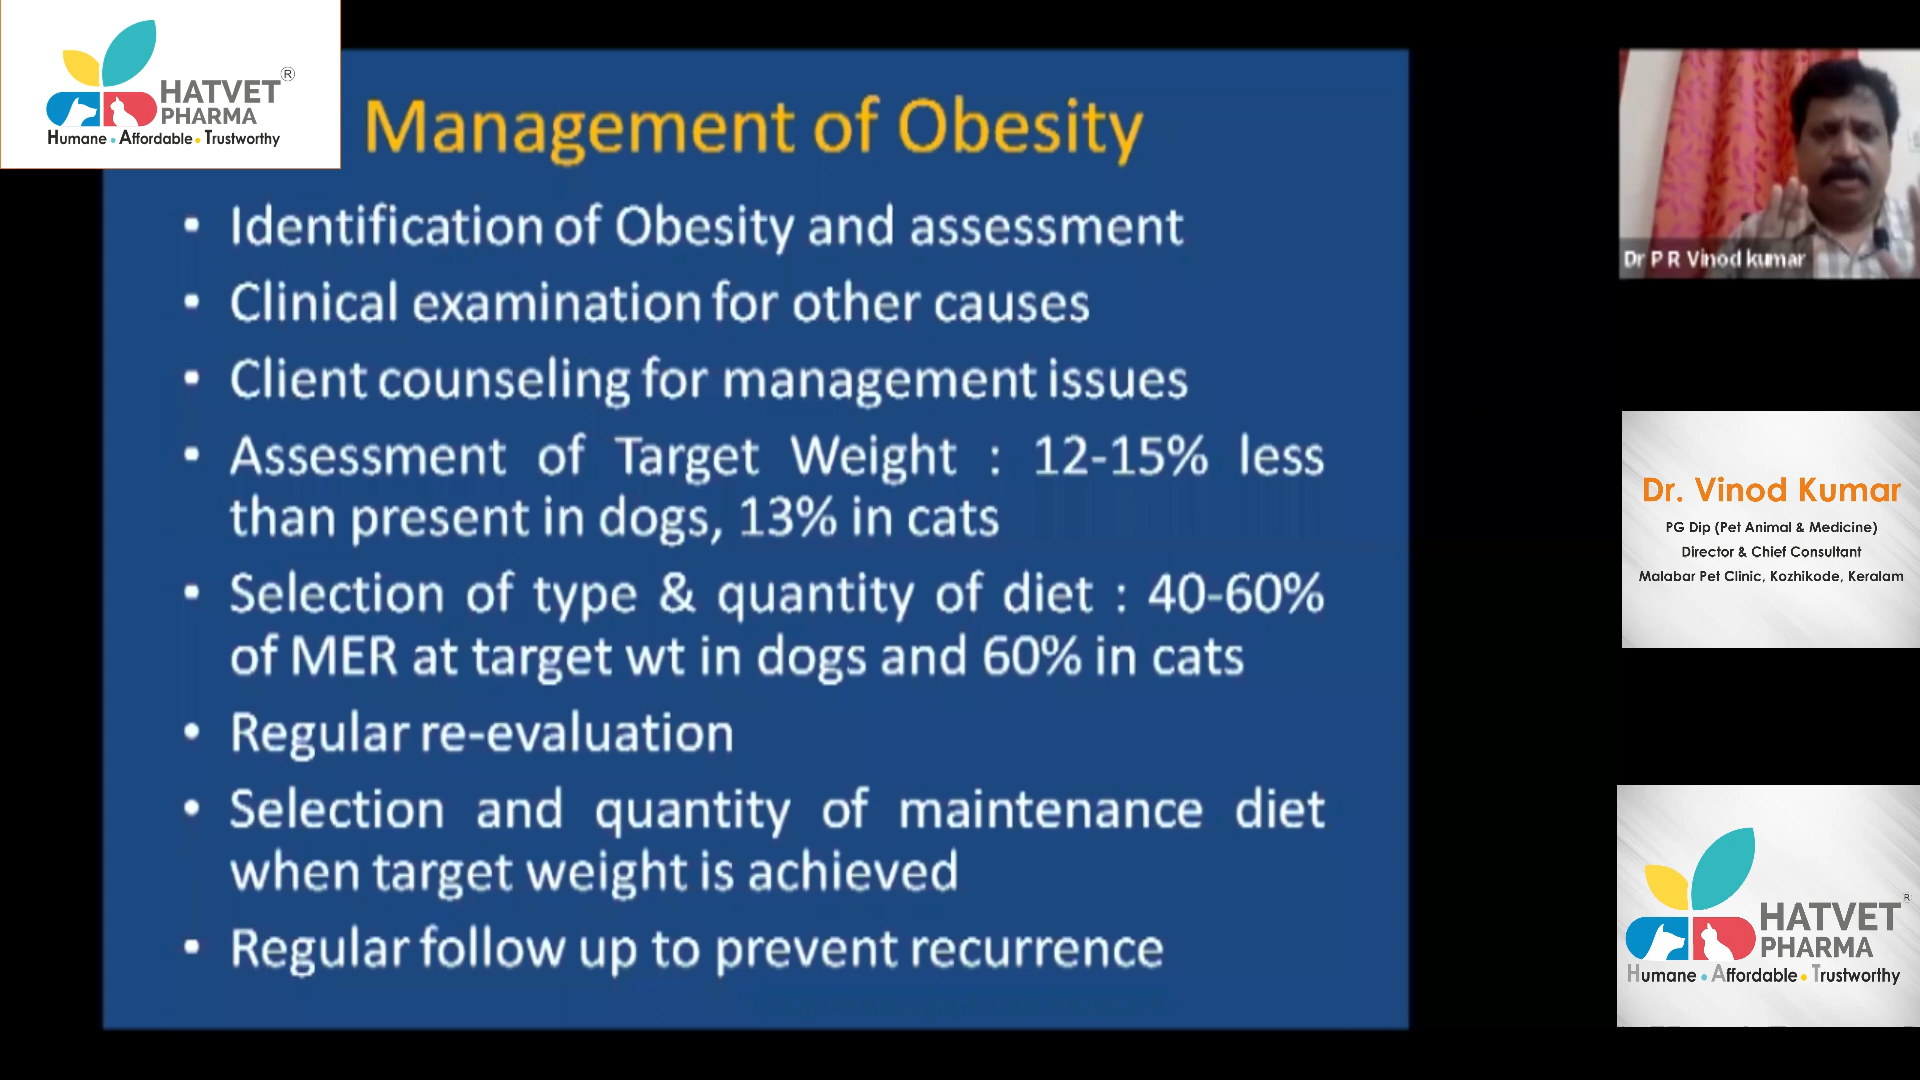 HATVET®
PHARMA
Humane • Affordable • Trustworthy
Management of Obesity
• Identification of Obesity and assessment
• Clinical examination for other causes
• Client counseling for management issues
• Assessment of Target Weight : 12-15% less
than present in dogs, 13% in cats
• Selection of type & quantity of diet : 40-60%
of MER at target wt in dogs and 60% in cats
• Regular re-evaluation
• Selection and quantity of maintenance diet
when target weight is achieved
• Regular follow up to prevent recurrence
Dr P R Vinod kumar
Dr. Vinod Kumar
PG Dip (Pet Animal & Medicine)
Director & Chief Consultant
Malabar Pet Clinic, Kozhikode, Keralam
HATVET®
PHARMA
Humane • Affordable • Trustworthy